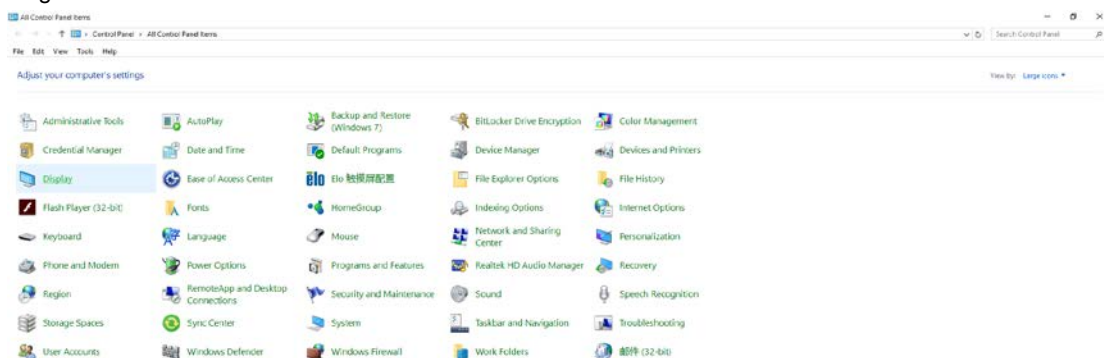 All Control Panel Items
Control Panel › All Control Panel Items
Search Control Panel
File Edit View Tools Help
Adjust your computer's settings
View by: Large icons
Administrative Tools
AutoPlay
Backup and Restore
(Windows 7)
BitLocker Drive Encryption
Color Management
Credential Manager
Date and Time
Default Programs
Device Manager
Devices and Printers
Display
Ease of Access Center
elo Elo 触摸屏配置
File Explorer Options
File History
Flash Player (32-bit)
Fonts
HomeGroup
Indexing Options
Internet Options
Keyboard
Language
Mouse
Network and Sharing
Center
Personalization
Phone and Modem
Power Options
Programs and Features
Realtek HD Audio Manager
Recovery
Region
RemoteApp and Desktop
Connections
Security and Maintenance
Sound
Speech Recognition
Storage Spaces
Sync Center
System
Taskbar and Navigation
Troubleshooting
User Accounts
Windows Defender
Windows Firewall
Work Folders
邮件 (32-bit)